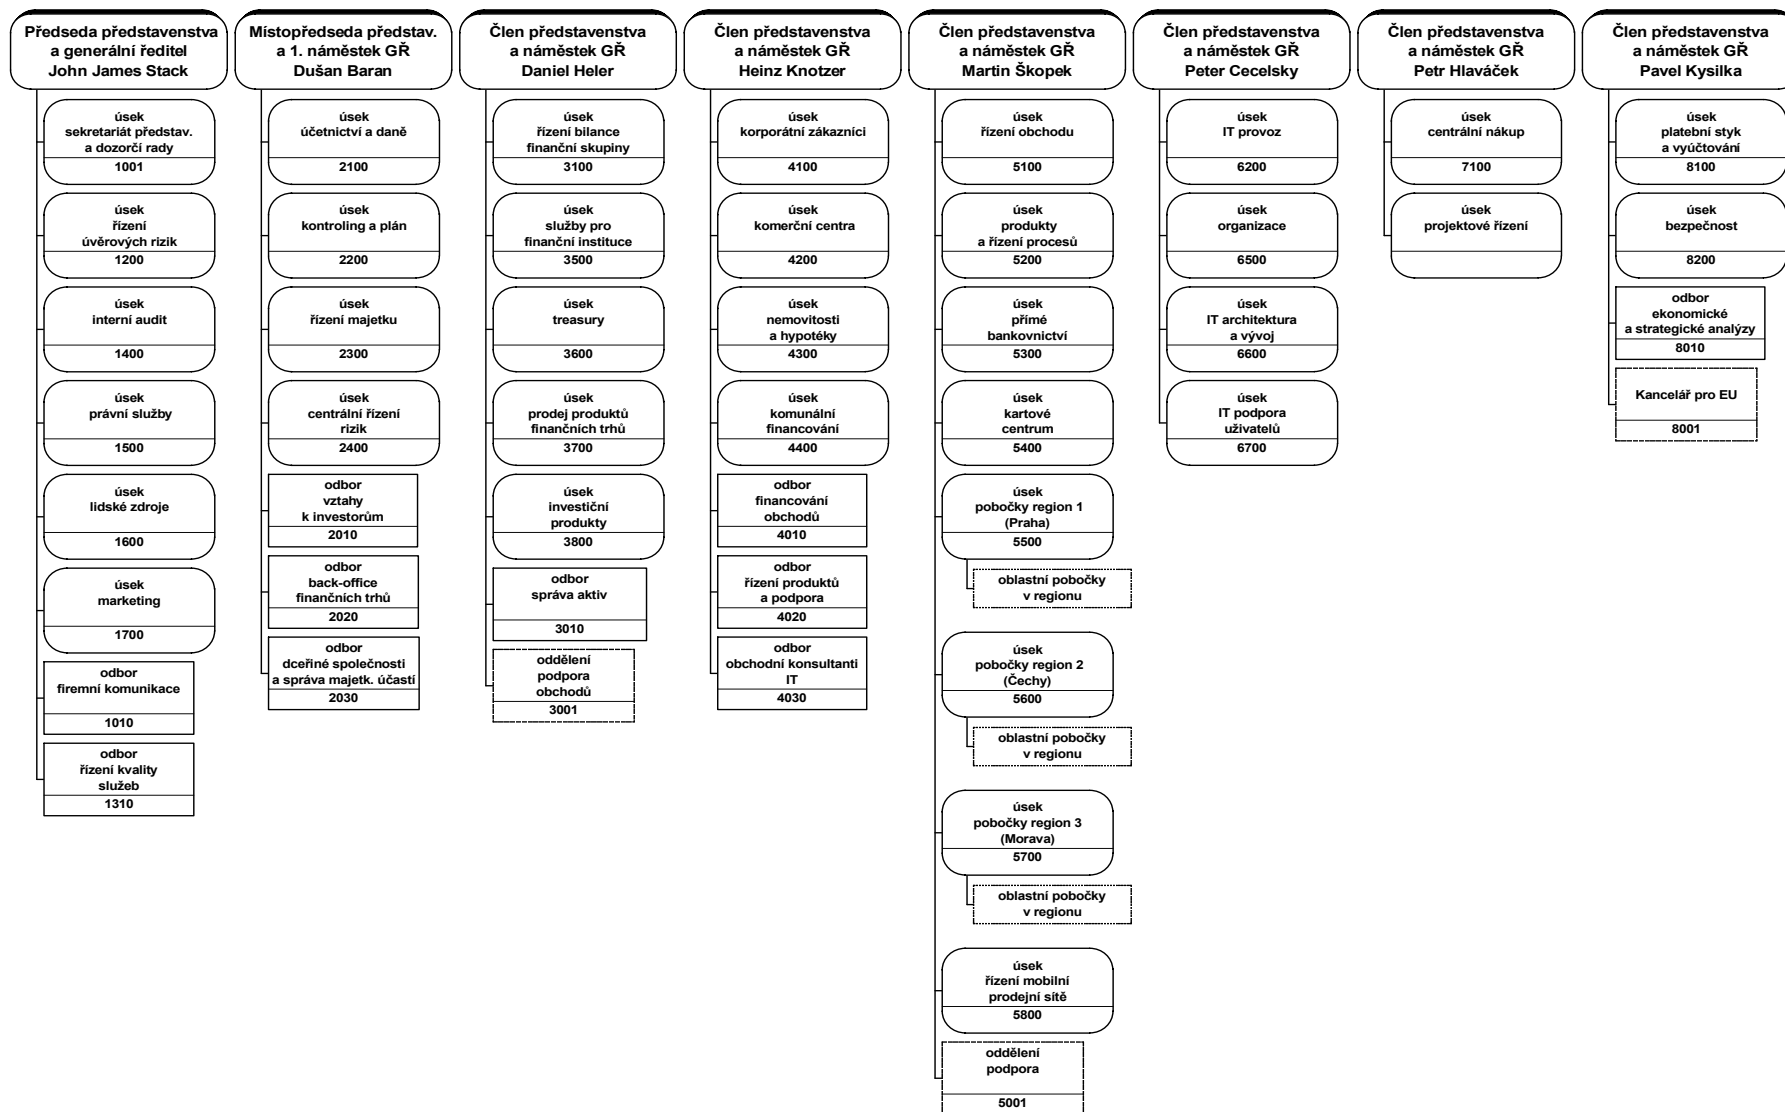 Předseda představenstva
a generální ředitel
John James Stack
úsek
sekretariát představ.
a dozorčí rady
1001
úsek
řízení
úvěrových rizik
1200
úsek
interní audit
1400
úsek
právní služby
1500
úsek
lidské zdroje
1600
úsek
marketing
1700
odbor
firemní komunikace
1010
odbor
řízení kvality
služeb
1310
Místopředseda představ.
a 1. náměstek GŘ
Dušan Baran
úsek
účetnictví a daně
2100
úsek
kontroling a plán
2200
úsek
řízení majetku
2300
úsek
centrální řízení
rizik
2400
odbor
vztahy
k investorům
2010
odbor
back-office
finančních trhů
2020
odbor
dceřiné společnosti
a správa majetk. účastí
2030
Člen představenstva
a náměstek GŘ
Daniel Heler
úsek
řízení bilance
finanční skupiny
3100
úsek
služby pro
finanční instituce
3500
úsek
treasury
3600
úsek
prodej produktů
finančních trhů
3700
úsek
investiční
produkty
3800
odbor
správa aktiv
3010
oddělení
podpora
obchodů
3001
Člen představenstva
a náměstek GŘ
Heinz Knotzer
úsek
korporátní zákazníci
4100
úsek
komerční centra
4200
úsek
nemovitosti
a hypotéky
4300
úsek
komunální
financování
4400
odbor
financování
obchodů
4010
odbor
řízení produktů
a podpora
4020
odbor
obchodní konsultanti
IT
4030
Člen představenstva
a náměstek GŘ
Martin Škopek
úsek
řízení obchodu
5100
úsek
produkty
a řízení procesů
5200
úsek
přímé
bankovnictví
5300
úsek
kartové
centrum
5400
úsek
pobočky region 1
(Praha)
5500
oblastní pobočky
v regionu
úsek
pobočky region 2
(Čechy)
5600
oblastní pobočky
v regionu
úsek
pobočky region 3
(Morava)
5700
oblastní pobočky
v regionu
úsek
řízení mobilní
prodejní sítě
5800
oddělení
podpora
5001
Člen představenstva
a náměstek GŘ
Peter Cecelsky
úsek
IT provoz
6200
úsek
organizace
6500
úsek
IT architektura
a vývoj
6600
úsek
IT podpora
uživatelů
6700
Člen představenstva
a náměstek GŘ
Petr Hlaváček
úsek
centrální nákup
7100
úsek
projektové řízení
Člen představenstva
a náměstek GŘ
Pavel Kysilka
úsek
platební styk
a vyúčtování
8100
úsek
bezpečnost
8200
odbor
ekonomické
a strategické analýzy
8010
Kancelář pro EU
8001